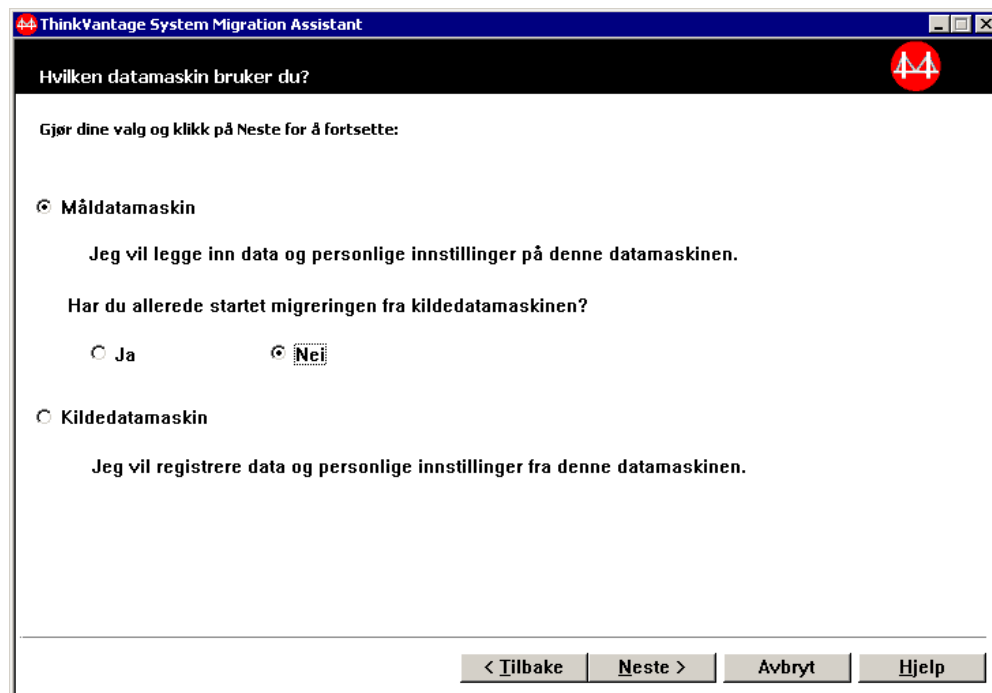 ThinkVantage System Migration Assistant
Hvilken datamaskin bruker du?
Gjør dine valg og klikk på Neste for å fortsette:
Måldatamaskin
Jeg vil legge inn data og personlige innstillinger på denne datamaskinen.
Har du allerede startet migreringen fra kildedatamaskinen?
Ja Nei
Kildedatamaskin
Jeg vil registrere data og personlige innstillinger fra denne datamaskinen.
< Tilbake Neste > Avbryt Hjelp